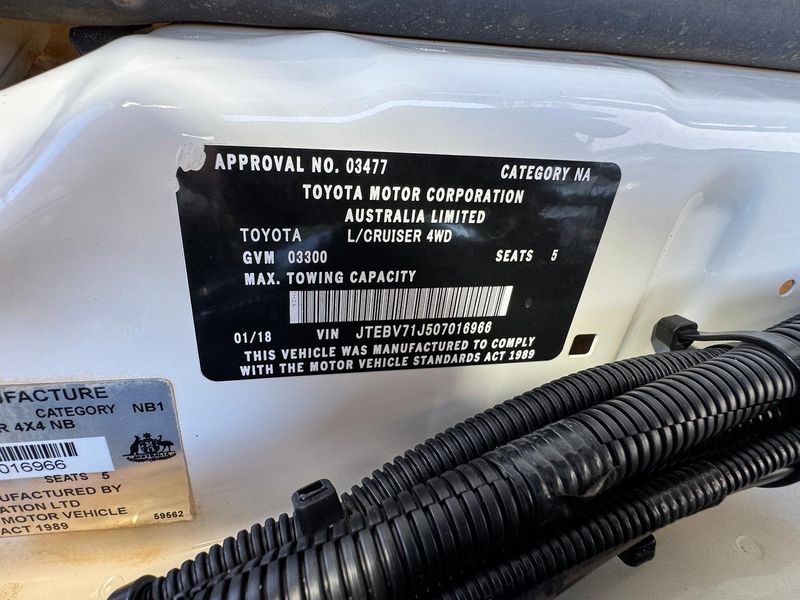 APPROVAL NO. 03477 CATEGORY NA
TOYOTA MOTOR CORPORATION
AUSTRALIA LIMITED
TOYOTA L/CRUISER 4WD
GVM 03300 SEATS 5
MAX. TOWING CAPACITY
01/18 VIN JTEBV71J507016966
THIS VEHICLE WAS MANUFACTURED TO COMPLY
WITH THE MOTOR VEHICLE STANDARDS ACT 1989
UFACTURE
CATEGORY NB1
R 4X4 NB
016966
SEATS 5
NUFACTURED BY
ATION LTD
MOTOR VEHICLE
ACT 1989
59562